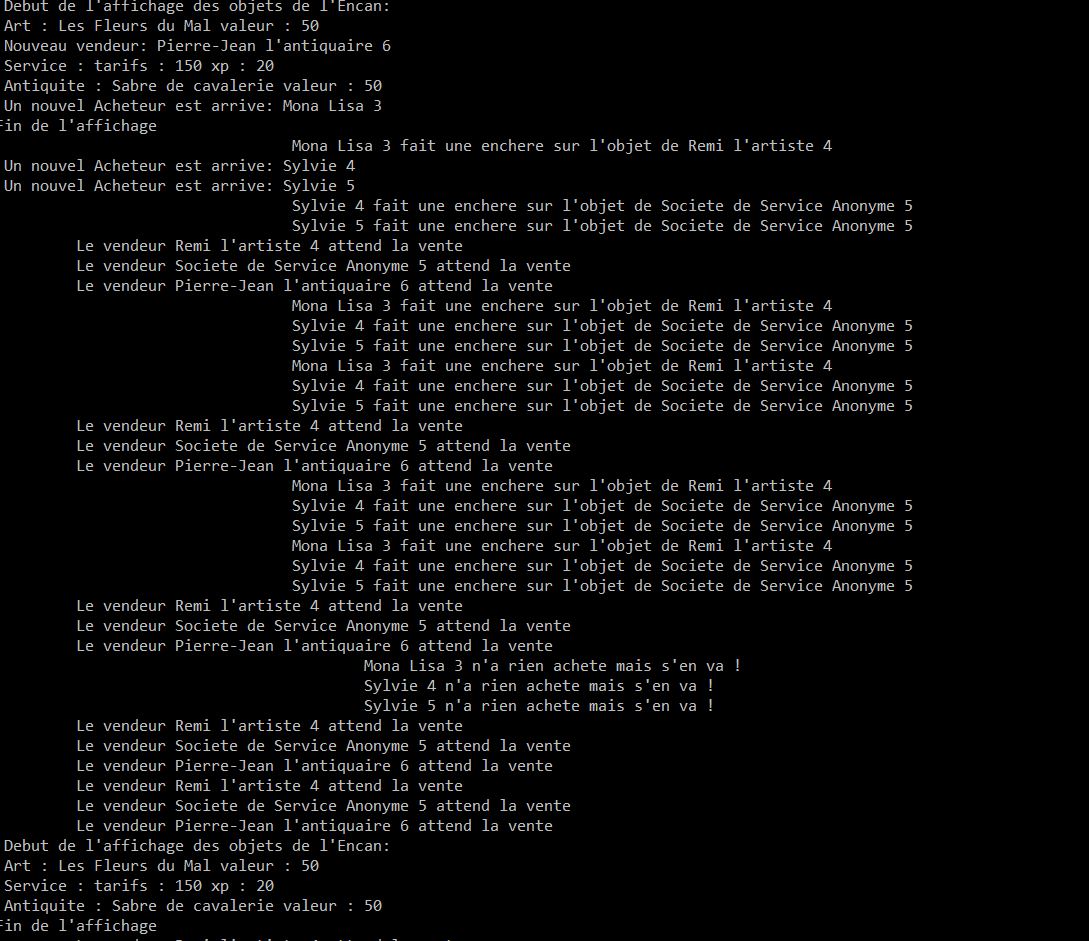 Debut de l'affichage des objets de l'Encan:
Art : Les Fleurs du Mal valeur : 50
Nouveau vendeur: Pierre-Jean l'antiquaire 6
Service : tarifs : 150 xp : 20
Antiquite : Sabre de cavalerie valeur : 50
Un nouvel Acheteur est arrive: Mona Lisa 3
Fin de l'affichage
Mona Lisa 3 fait une enchere sur l'objet de Remi l'artiste 4
Un nouvel Acheteur est arrive: Sylvie 4
Un nouvel Acheteur est arrive: Sylvie 5
Sylvie 4 fait une enchere sur l'objet de Societe de Service Anonyme 5
Sylvie 5 fait une enchere sur l'objet de Societe de Service Anonyme 5
Le vendeur Remi l'artiste 4 attend la vente
Le vendeur Societe de Service Anonyme 5 attend la vente
Le vendeur Pierre-Jean l'antiquaire 6 attend la vente
Mona Lisa 3 fait une enchere sur l'objet de Remi l'artiste 4
Sylvie 4 fait une enchere sur l'objet de Societe de Service Anonyme 5
Sylvie 5 fait une enchere sur l'objet de Societe de Service Anonyme 5
Mona Lisa 3 fait une enchere sur l'objet de Remi l'artiste 4
Sylvie 4 fait une enchere sur l'objet de Societe de Service Anonyme 5
Sylvie 5 fait une enchere sur l'objet de Societe de Service Anonyme 5
Le vendeur Remi l'artiste 4 attend la vente
Le vendeur Societe de Service Anonyme 5 attend la vente
Le vendeur Pierre-Jean l'antiquaire 6 attend la vente
Mona Lisa 3 fait une enchere sur l'objet de Remi l'artiste 4
Sylvie 4 fait une enchere sur l'objet de Societe de Service Anonyme 5
Sylvie 5 fait une enchere sur l'objet de Societe de Service Anonyme 5
Mona Lisa 3 fait une enchere sur l'objet de Remi l'artiste 4
Sylvie 4 fait une enchere sur l'objet de Societe de Service Anonyme 5
Sylvie 5 fait une enchere sur l'objet de Societe de Service Anonyme 5
Le vendeur Remi l'artiste 4 attend la vente
Le vendeur Societe de Service Anonyme 5 attend la vente
Le vendeur Pierre-Jean l'antiquaire 6 attend la vente
Mona Lisa 3 n'a rien achete mais s'en va !
Sylvie 4 n'a rien achete mais s'en va !
Sylvie 5 n'a rien achete mais s'en va !
Le vendeur Remi l'artiste 4 attend la vente
Le vendeur Societe de Service Anonyme 5 attend la vente
Le vendeur Pierre-Jean l'antiquaire 6 attend la vente
Le vendeur Remi l'artiste 4 attend la vente
Le vendeur Societe de Service Anonyme 5 attend la vente
Le vendeur Pierre-Jean l'antiquaire 6 attend la vente
Debut de l'affichage des objets de l'Encan:
Art : Les Fleurs du Mal valeur : 50
Service : tarifs : 150 xp : 20
Antiquite : Sabre de cavalerie valeur : 50
Fin de l'affichage